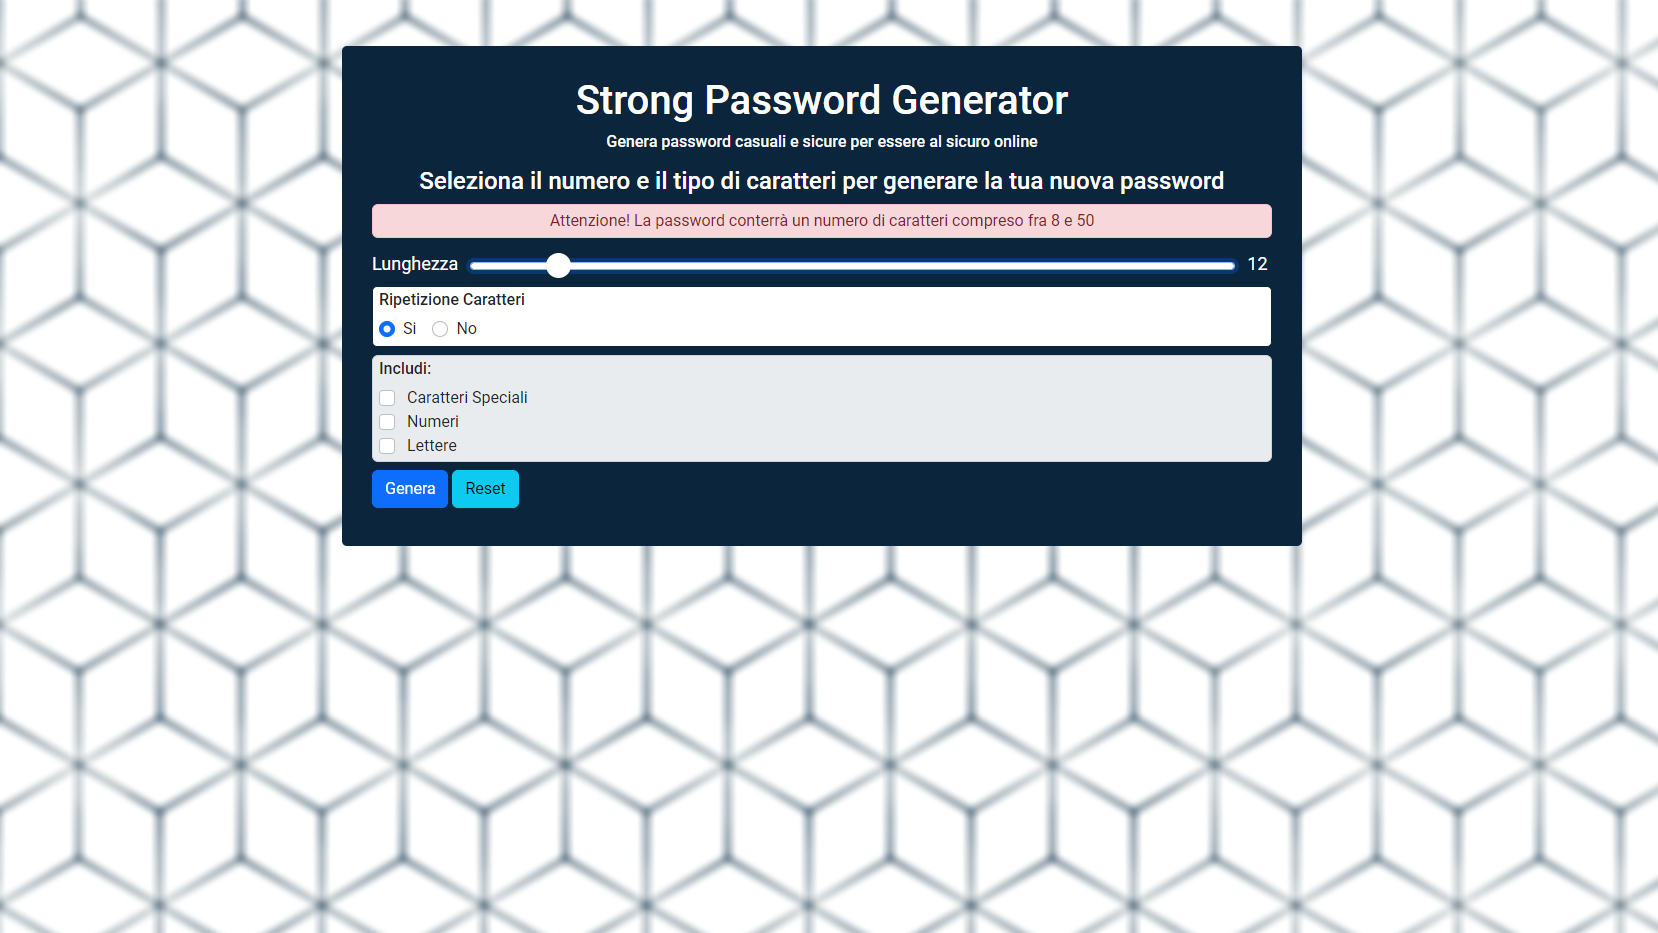 Strong Password Generator
Genera password casuali e sicure per essere al sicuro online
Seleziona il numero e il tipo di caratteri per generare la tua nuova password
Attenzione! La password conterrà un numero di caratteri compreso fra 8 e 50
Lunghezza 12
Ripetizione Caratteri
Si No
Includi:
Caratteri Speciali
Numeri
Lettere
Genera Reset